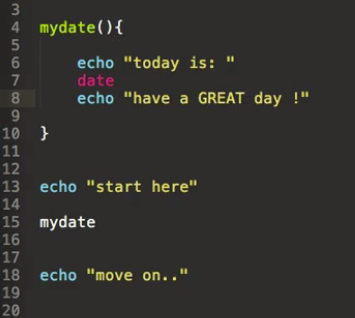 3
4 mydate(){
5
6 echo "today is: "
7 date
8 echo "have a GREAT day !"
9
10 }
11
12
13 echo "start here"
14
15 mydate
16
17
18 echo "move on.."
19
20